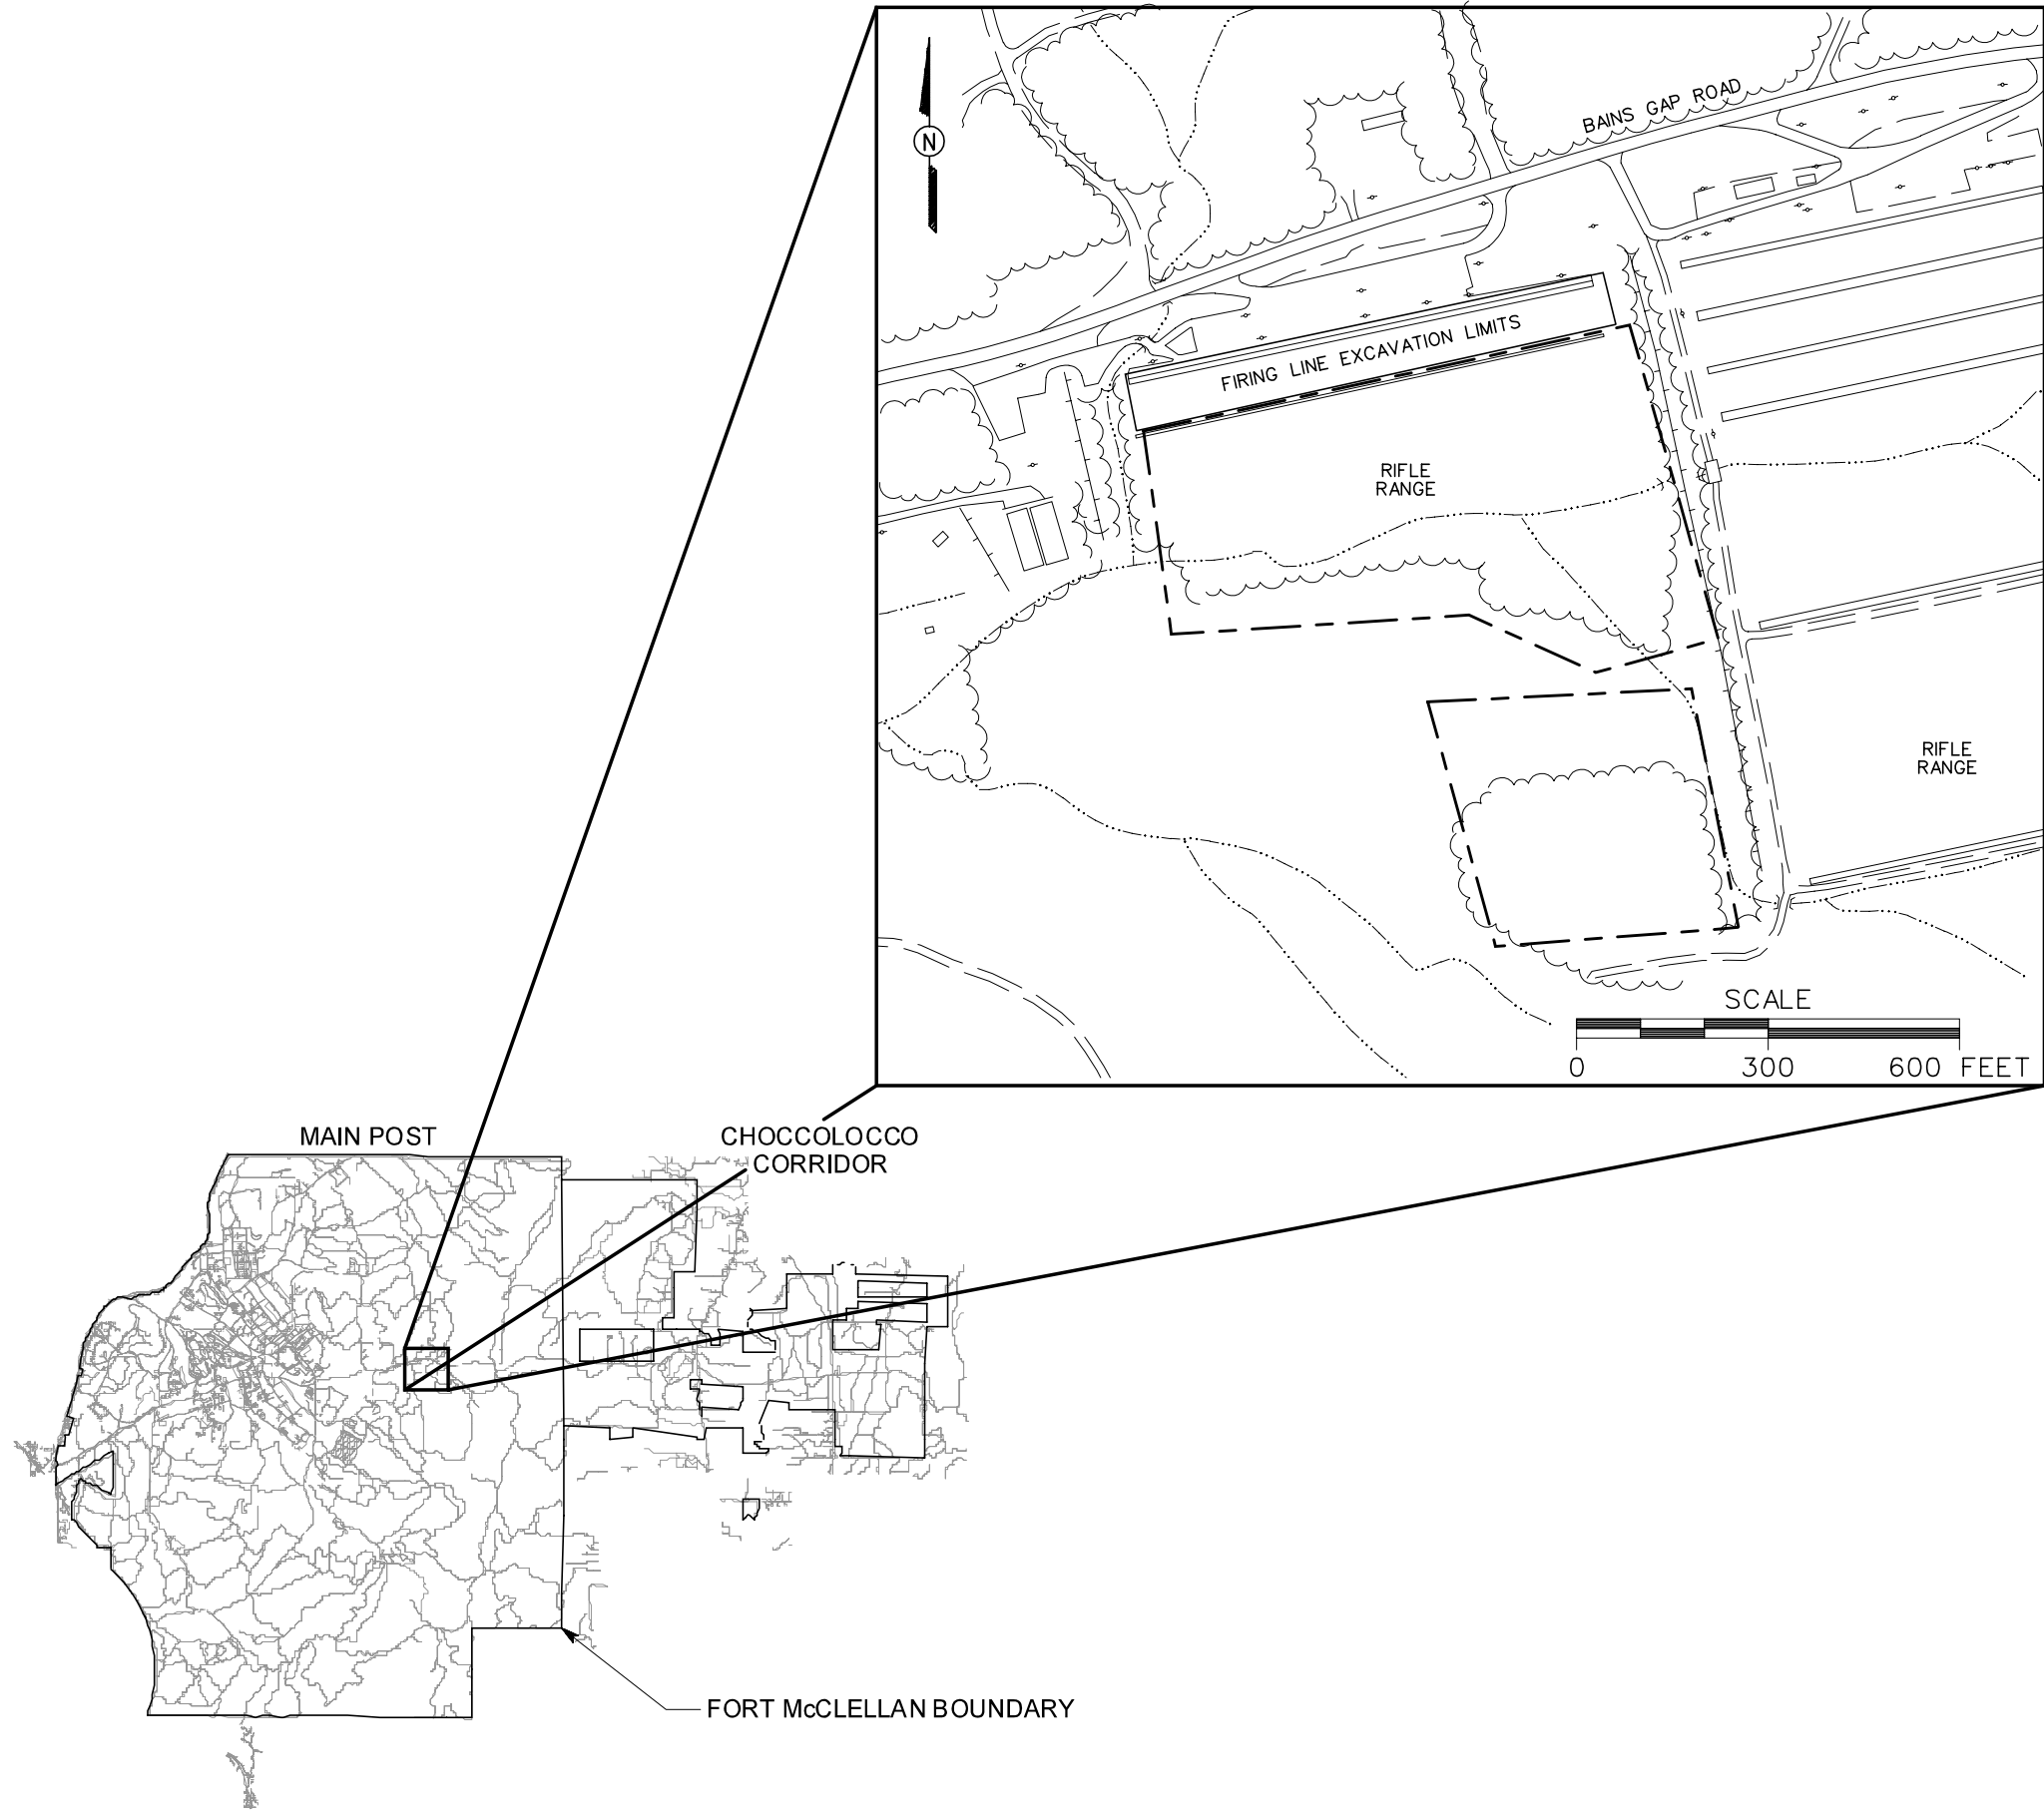 N
BAINS GAP ROAD
FIRING LINE EXCAVATION LIMITS
RIFLE
RANGE
RIFLE
RANGE
SCALE
0 300 600 FEET
MAIN POST
CHOCCOLOCCO
CORRIDOR
FORT McCLELLAN BOUNDARY